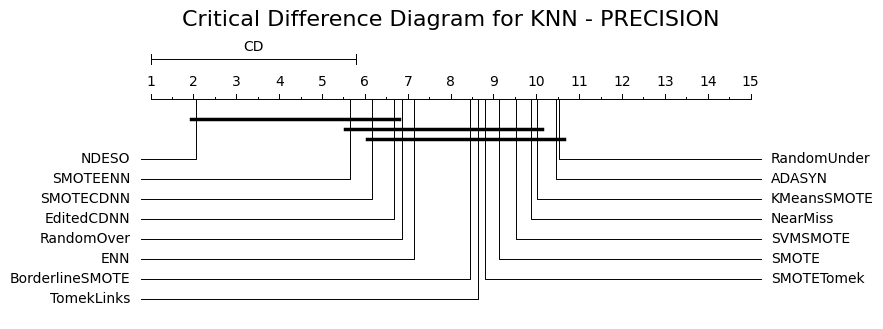 Critical Difference Diagram for KNN - PRECISION
CD
1 2 3 4 5 6 7 8 9 10 11 12 13 14 15
NDESO RandomUnder
SMOTEENN ADASYN
SMOTECDNN KMeansSMOTE
EditedCDNN NearMiss
RandomOver SVMSMOTE
ENN SMOTE
BorderlineSMOTE SMOTETomek
TomekLinks